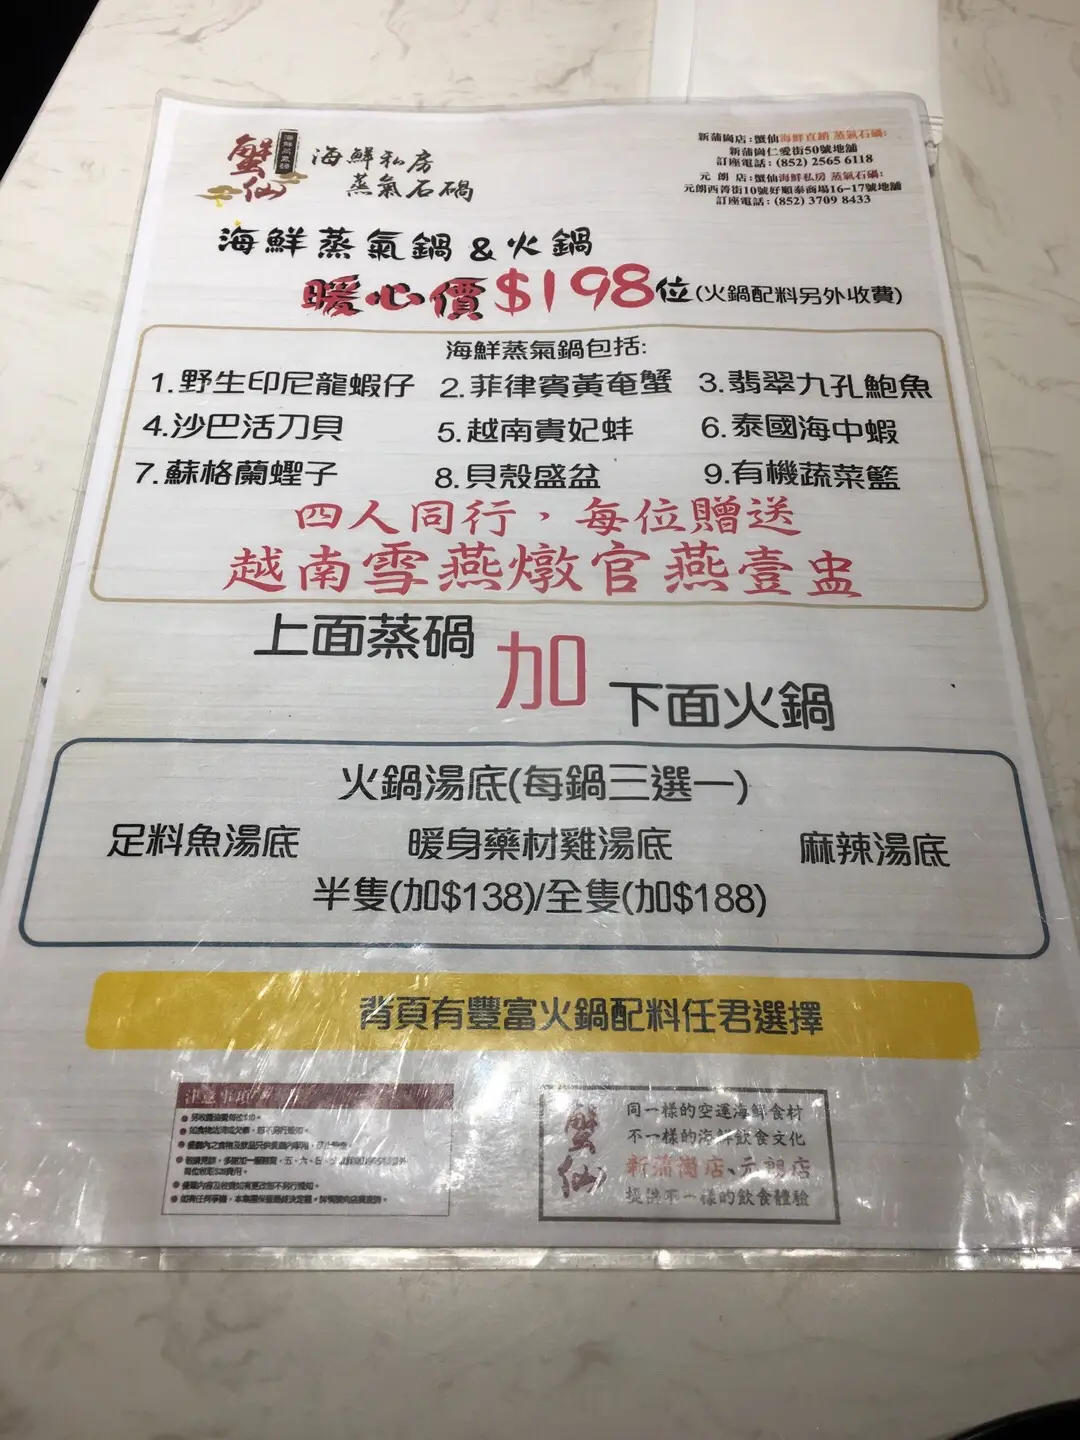 蟹仙
海鮮蒸氣鍋
海鮮私房
蒸氣石鍋
新蒲崗店:蟹仙海鮮直銷 蒸氣石鍋:
新蒲崗仁愛街50號地舖
訂座電話:(852) 2565 6118
元 朗 店:蟹仙海鮮私房 蒸氣石鍋:
元朗西菁街10號好順泰商場16-17號地舖
訂座電話:(852) 3709 8433
海鮮蒸氣鍋&火鍋
暖心價$198位(火鍋配料另外收費)
海鮮蒸氣鍋包括:
1.野生印尼龍蝦仔 2.菲律賓黃奄蟹 3.翡翠九孔鮑魚
4.沙巴活刀貝 5.越南貴妃蚌 6.泰國海中蝦
7.蘇格蘭蟶子 8.貝殼盛盆 9.有機蔬菜籃
四人同行,每位贈送
越南雪燕燉官燕壹盅
上面蒸鍋
加
下面火鍋
火鍋湯底(每鍋三選一)
足料魚湯底 暖身藥材雞湯底 麻辣湯底
半隻(加$138)/全隻(加$188)
背頁有豐富火鍋配料任君選擇
注意事項
蟹仙
同一樣的空運海鮮食材
不一樣的海鮮飲食文化
新蒲崗店、元朗店
提供不一樣的飲食體驗